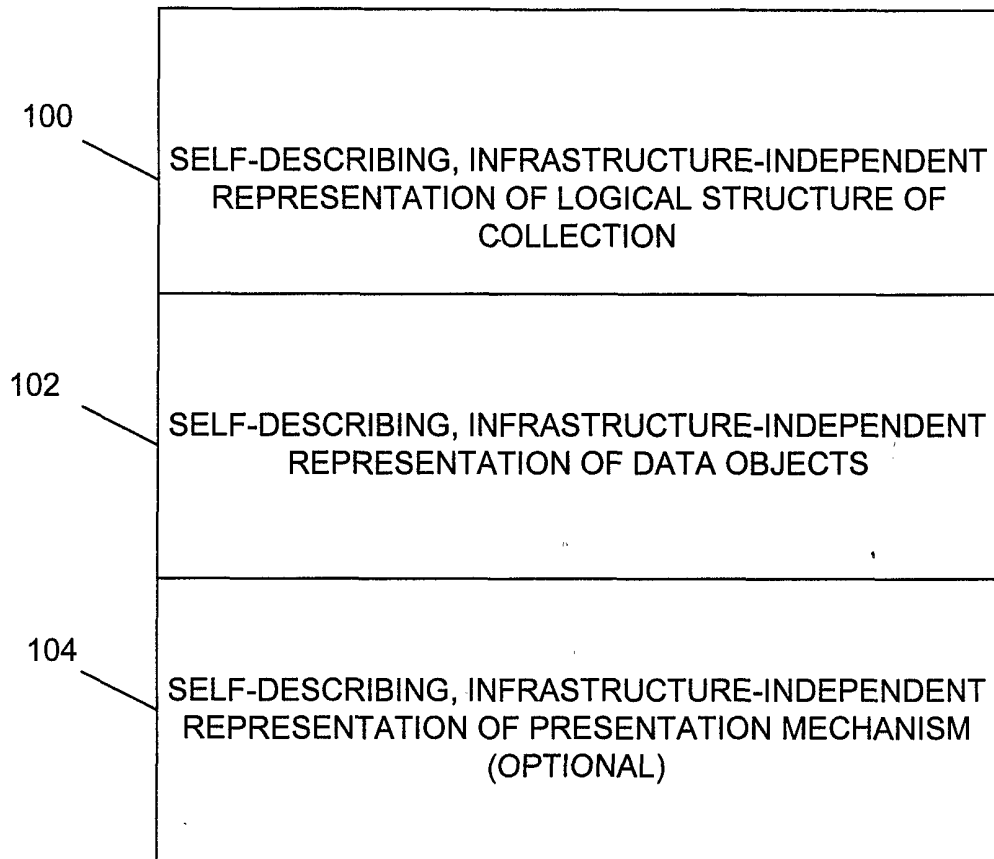 100
SELF-DESCRIBING, INFRASTRUCTURE-INDEPENDENT
REPRESENTATION OF LOGICAL STRUCTURE OF
COLLECTION
102
SELF-DESCRIBING, INFRASTRUCTURE-INDEPENDENT
REPRESENTATION OF DATA OBJECTS
104
SELF-DESCRIBING, INFRASTRUCTURE-INDEPENDENT
REPRESENTATION OF PRESENTATION MECHANISM
(OPTIONAL)